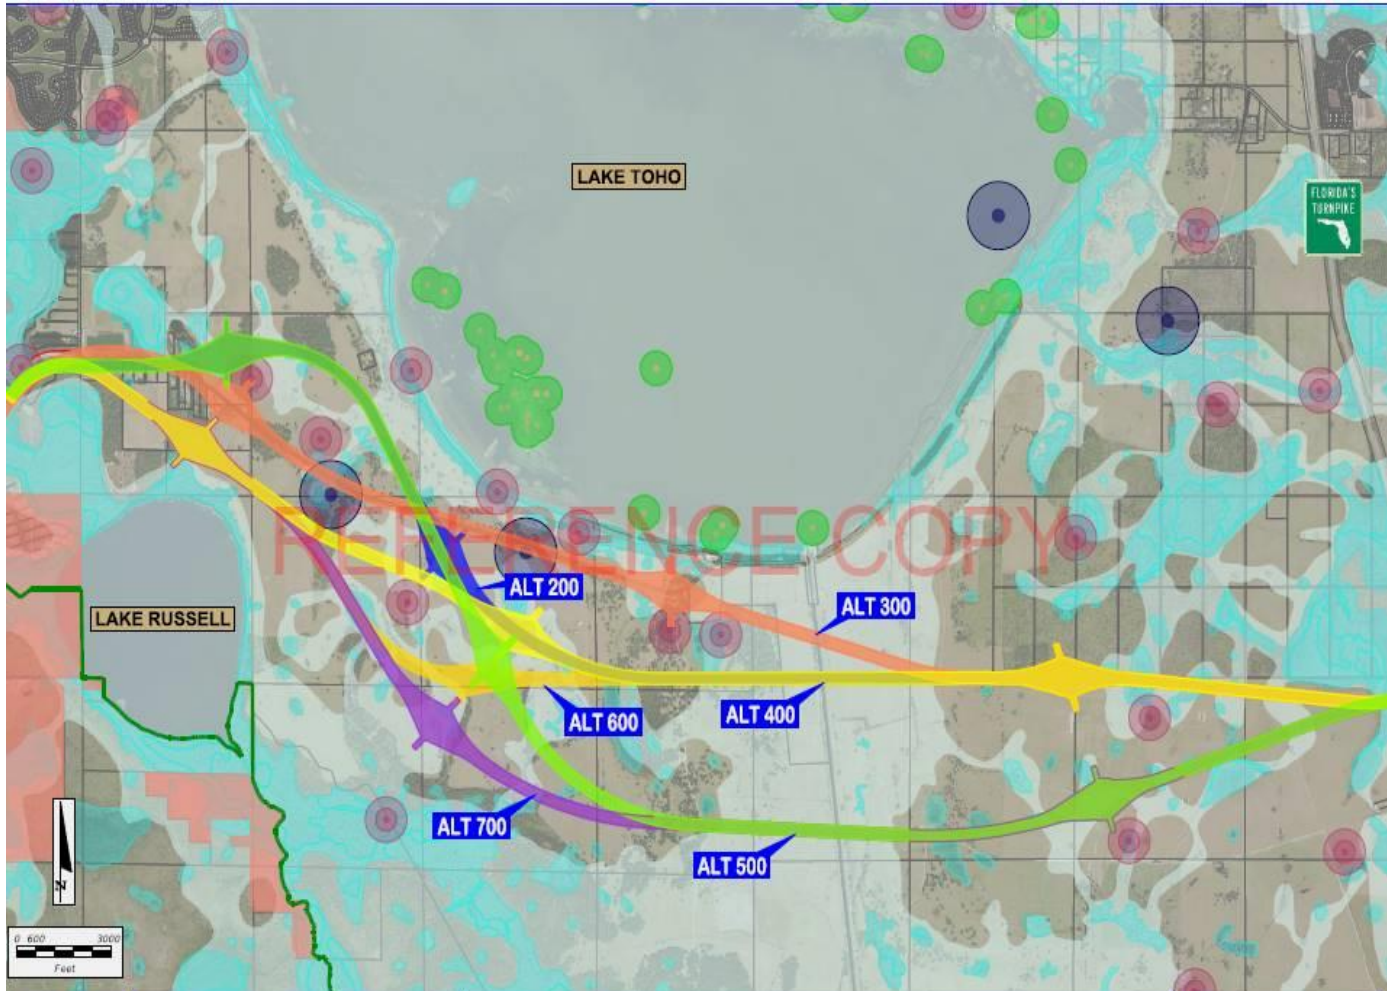 LAKE TOHO
FLORIDA'S
TURNPIKE
REFERENCE COPY
ALT 200
ALT 300
LAKE RUSSELL
ALT 600
ALT 400
ALT 700
ALT 500
N
0 600 3000
Feet